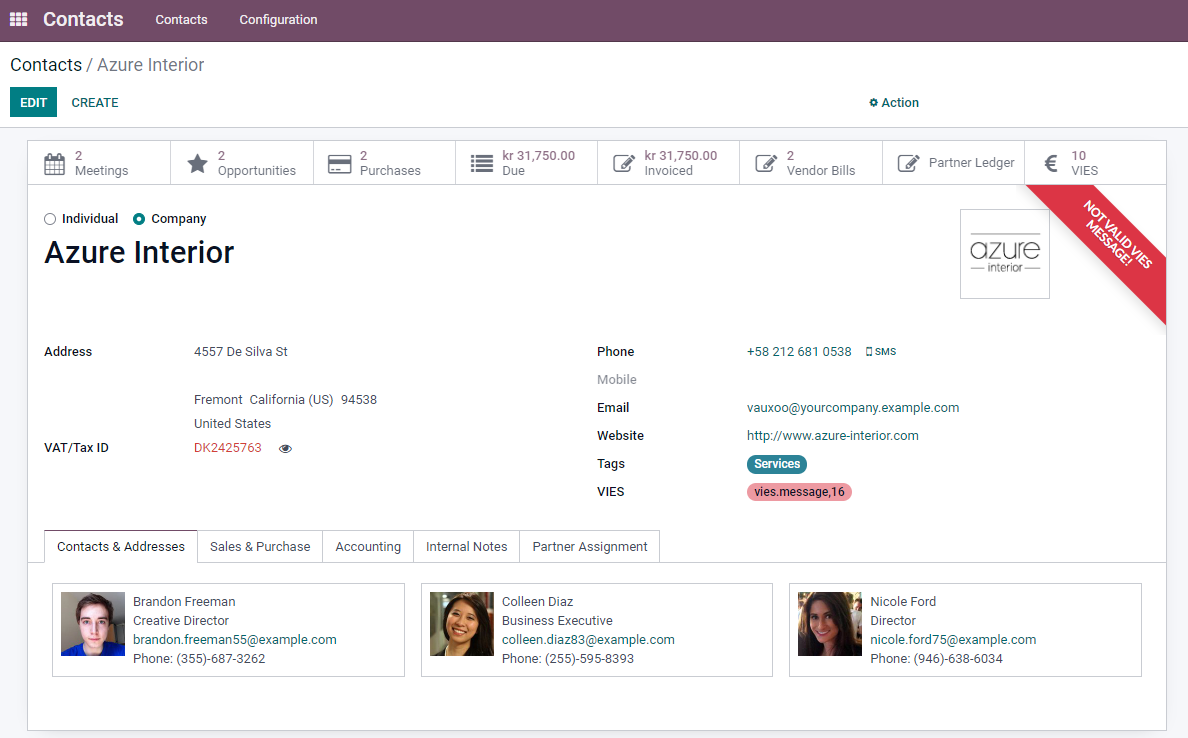 Contacts Contacts Configuration
Contacts / Azure Interior
EDIT CREATE Action
2 Meetings
2 Opportunities
2 Purchases
kr 31,750.00 Due
kr 31,750.00 Invoiced
2 Vendor Bills
Partner Ledger
10 VIES
NOT VALID VIES
MESSAGE!
Individual Company
Azure Interior
azure
interior
Address 4557 De Silva St
Fremont California (US) 94538
United States
VAT/Tax ID DK2425763
Phone +58 212 681 0538 SMS
Mobile
Email vauxoo@yourcompany.example.com
Website http://www.azure-interior.com
Tags Services
VIES vies.message,16
Contacts & Addresses Sales & Purchase Accounting Internal Notes Partner Assignment
Brandon Freeman
Creative Director
brandon.freeman55@example.com
Phone: (355)-687-3262
Colleen Diaz
Business Executive
colleen.diaz83@example.com
Phone: (255)-595-8393
Nicole Ford
Director
nicole.ford75@example.com
Phone: (946)-638-6034